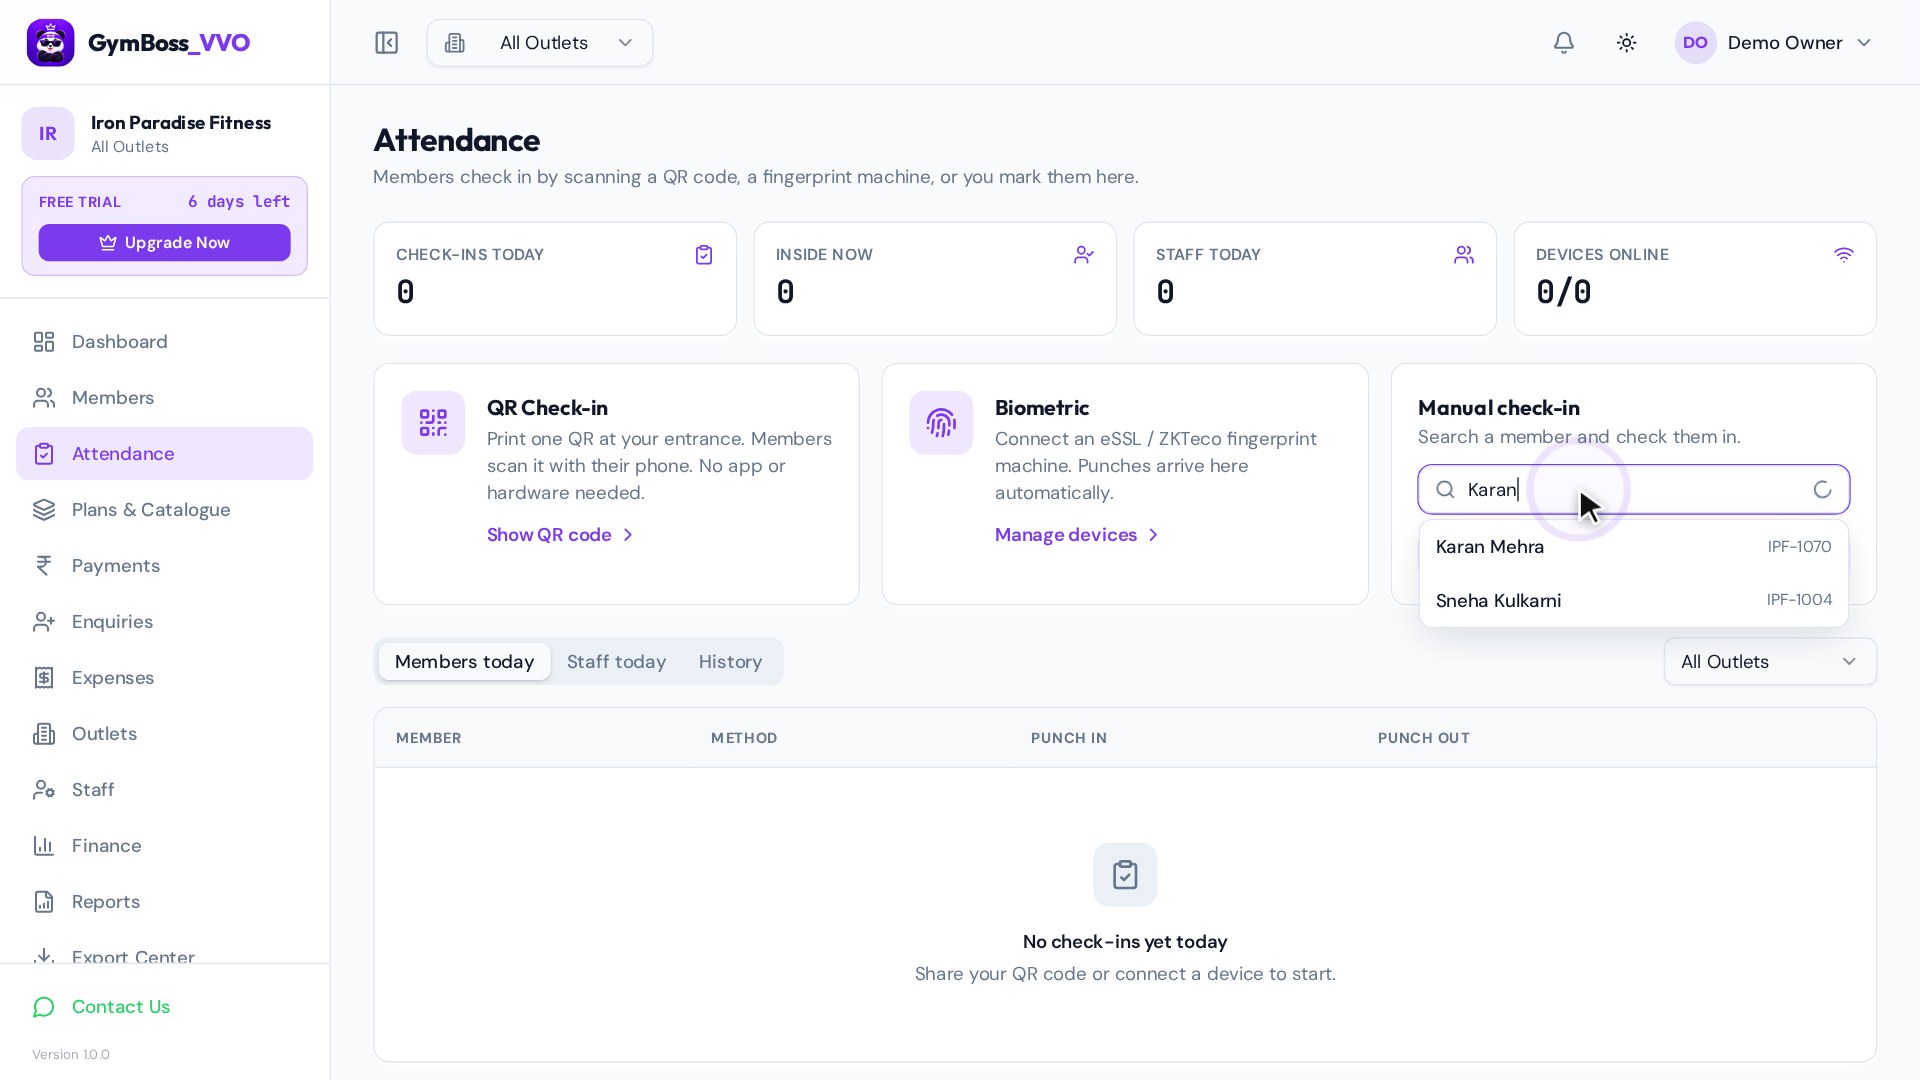 GymBoss_VVO
All Outlets
DO
Demo Owner
IR
Iron Paradise Fitness
All Outlets
FREE TRIAL
6 days left
Upgrade Now
Dashboard
Members
Attendance
Plans & Catalogue
Payments
Enquiries
Expenses
Outlets
Staff
Finance
Reports
Export Center
Contact Us
Version 1.0.0
Attendance
Members check in by scanning a QR code, a fingerprint machine, or you mark them here.
CHECK-INS TODAY
0
INSIDE NOW
0
STAFF TODAY
0
DEVICES ONLINE
0/0
QR Check-in
Print one QR at your entrance. Members
scan it with their phone. No app or
hardware needed.
Show QR code
Biometric
Connect an eSSL / ZKTeco fingerprint
machine. Punches arrive here
automatically.
Manage devices
Manual check-in
Search a member and check them in.
Karan
Karan Mehra IPF-1070
Sneha Kulkarni IPF-1004
Members today
Staff today
History
All Outlets
MEMBER METHOD PUNCH IN PUNCH OUT
No check-ins yet today
Share your QR code or connect a device to start.